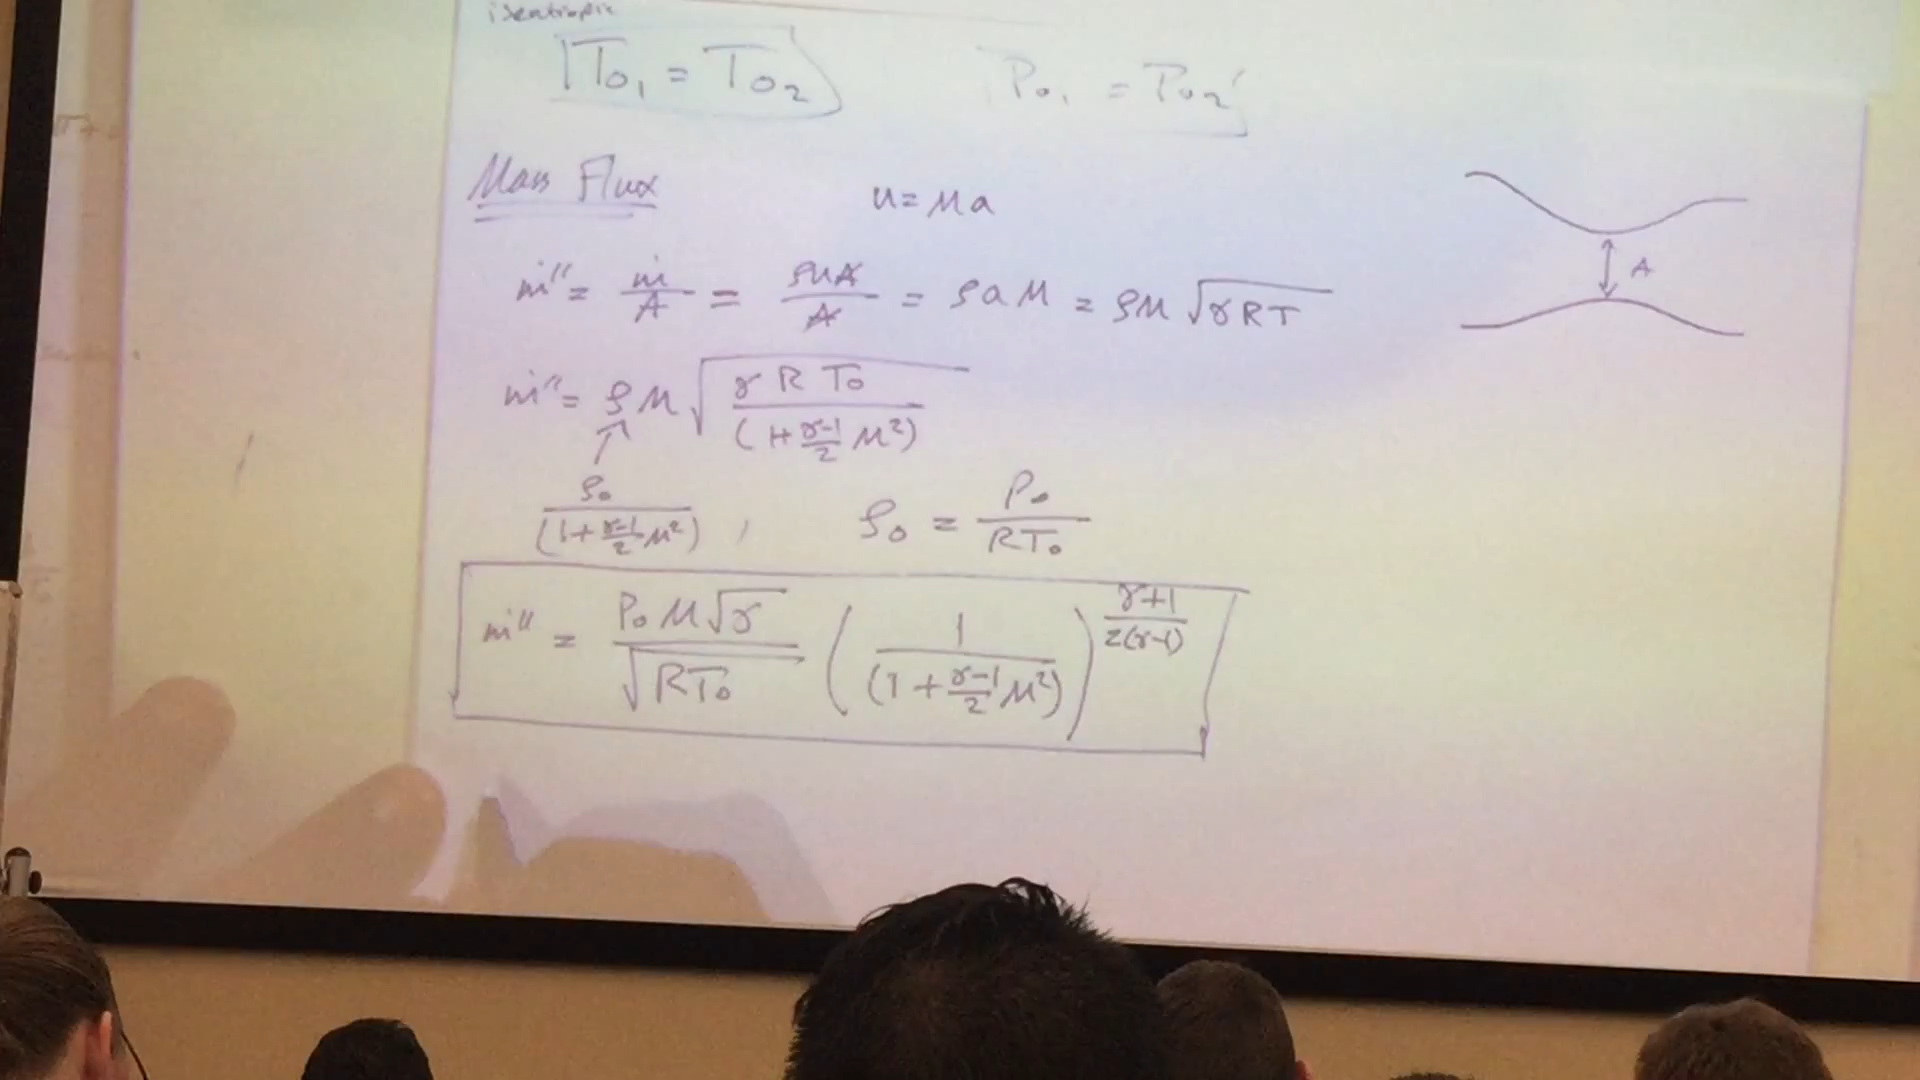 isentropic
T₀₁ = T₀₂ P₀₁ = P₀₂
Mass Flux u = Ma
ṁ" = ṁ/A = ρuA/A = ρaM = ρM √(γRT)
A
ṁ" = ρM √(γRT₀/(1+(γ-1)/2 M²))
ρ₀/(1+(γ-1)/2 M²) , ρ₀ = P₀/RT₀
ṁ" = P₀M√γ/√(RT₀) (1/(1+(γ-1)/2 M²))^((γ+1)/(2(γ-1)))